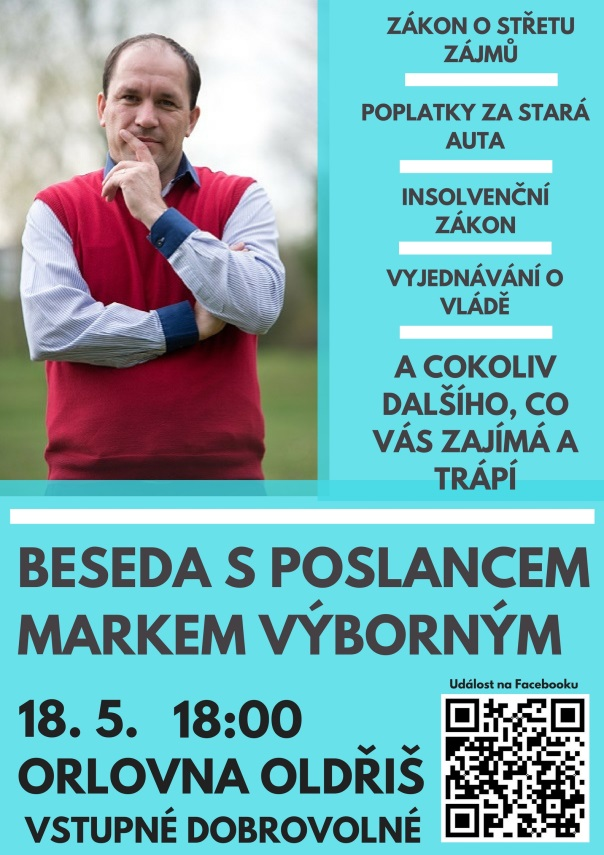 ZÁKON O STŘETU
ZÁJMŮ
POPLATKY ZA STARÁ
AUTA
INSOLVENČNÍ
ZÁKON
VYJEDNÁVÁNÍ O
VLÁDĚ
A COKOLIV
DALŠÍHO, CO
VÁS ZAJÍMÁ A
TRÁPÍ
BESEDA S POSLANCEM
MARKEM VÝBORNÝM
Událost na Facebooku
18. 5. 18:00
ORLOVNA OLDŘIŠ
VSTUPNÉ DOBROVOLNÉ